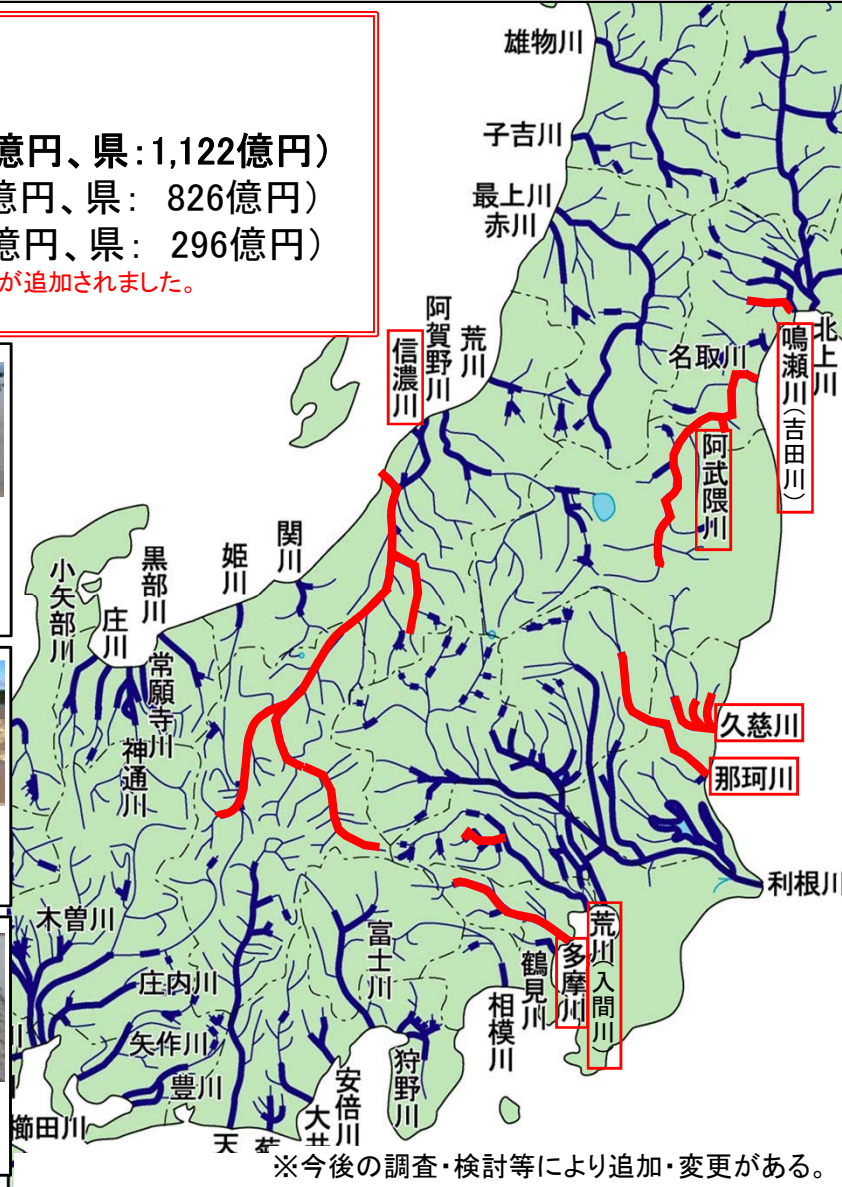 億円、県：1,122億円）
億円、県： 826億円）
億円、県： 296億円）
が追加されました。
雄物川
子吉川
最上川
赤川
阿賀野川
荒川
信濃川
名取川
鳴瀬川（吉田川）
北上川
阿武隈川
関川
姫川
黒部川
小矢部川
庄川
常願寺川
神通川
久慈川
那珂川
利根川
荒川（入間川）
多摩川
鶴見川
相模川
富士川
狩野川
安倍川
大井
天
木曽川
庄内川
矢作川
豊川
櫛田川
川
※今後の調査・検討等により追加・変更がある。